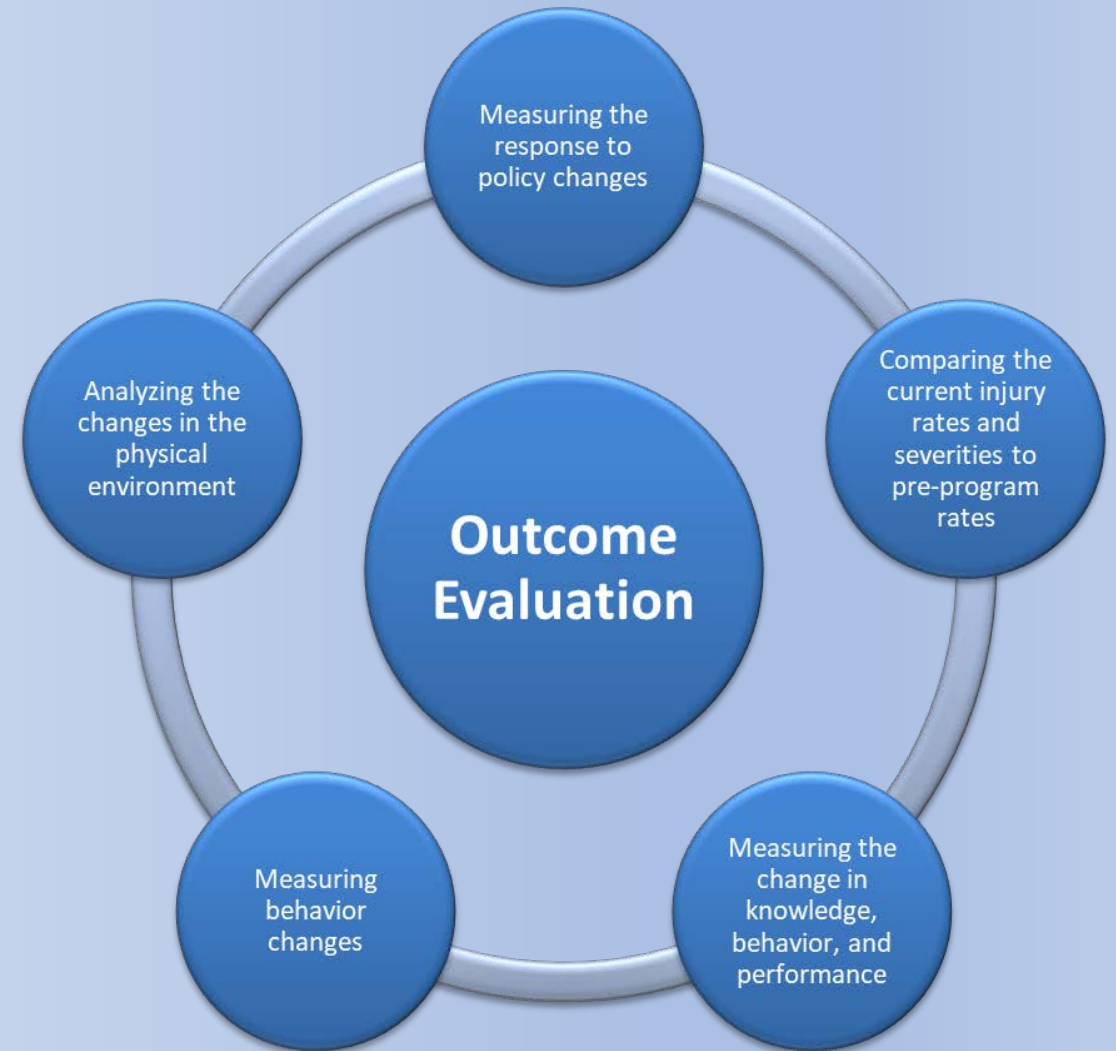 Measuring the
response to
policy changes
Comparing the
current injury
rates and
severities to
pre-program
rates
Measuring the
change in
knowledge,
behavior, and
performance
Measuring
behavior
changes
Analyzing the
changes in the
physical
environment
Outcome
Evaluation